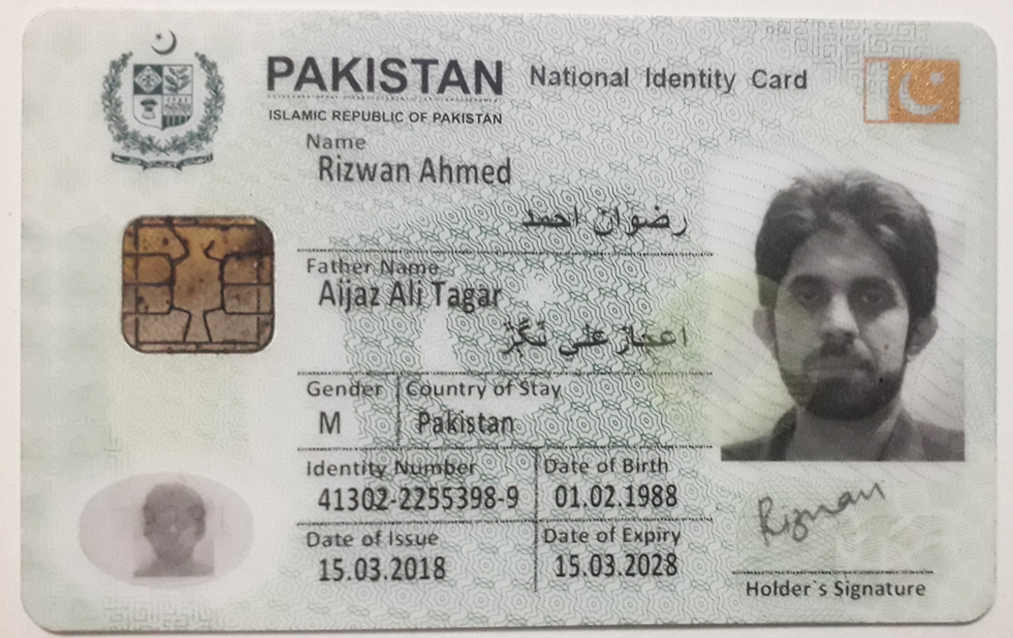 PAKISTAN National Identity Card
ISLAMIC REPUBLIC OF PAKISTAN
Name
Rizwan Ahmed
رضوان احمد
Father Name
Aijaz Ali Tagar
اعجاز علی ٹگڑ
Gender Country of Stay
M Pakistan
Identity Number Date of Birth
41302-2255398-9 01.02.1988
Date of Issue Date of Expiry
15.03.2018 15.03.2028
Rizwan
Holder`s Signature